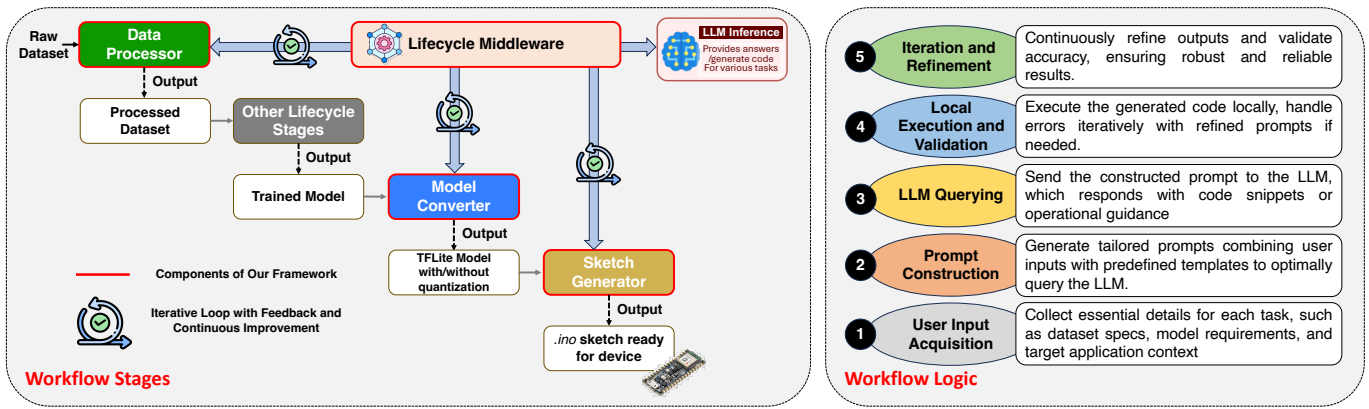 Raw
Dataset
Data
Processor
Lifecycle Middleware
LLM Inference
Provides answers
/generate code
For various tasks
Output
Processed
Dataset
Other Lifecycle
Stages
Output
Trained Model
Model
Converter
Output
TFLite Model
with/without
quantization
Sketch
Generator
Output
.ino sketch ready
for device
Components of Our Framework
Iterative Loop with Feedback and
Continuous Improvement
Workflow Stages
5
Iteration and
Refinement
Continuously refine outputs and validate
accuracy, ensuring robust and reliable
results.
4
Local
Execution and
Validation
Execute the generated code locally, handle
errors iteratively with refined prompts if
needed.
3
LLM Querying
Send the constructed prompt to the LLM,
which responds with code snippets or
operational guidance
2
Prompt
Construction
Generate tailored prompts combining user
inputs with predefined templates to optimally
query the LLM.
1
User Input
Acquisition
Collect essential details for each task, such
as dataset specs, model requirements, and
target application context
Workflow Logic